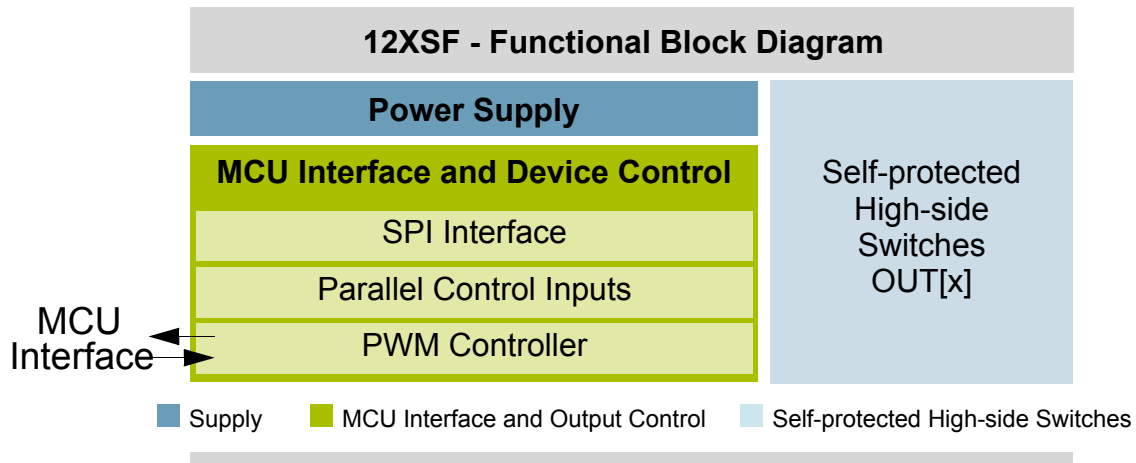 12XSF - Functional Block Diagram
Power Supply
MCU Interface and Device Control
SPI Interface
Parallel Control Inputs
PWM Controller
Self-protected
High-side
Switches
OUT[x]
MCU
Interface
Supply
MCU Interface and Output Control
Self-protected High-side Switches